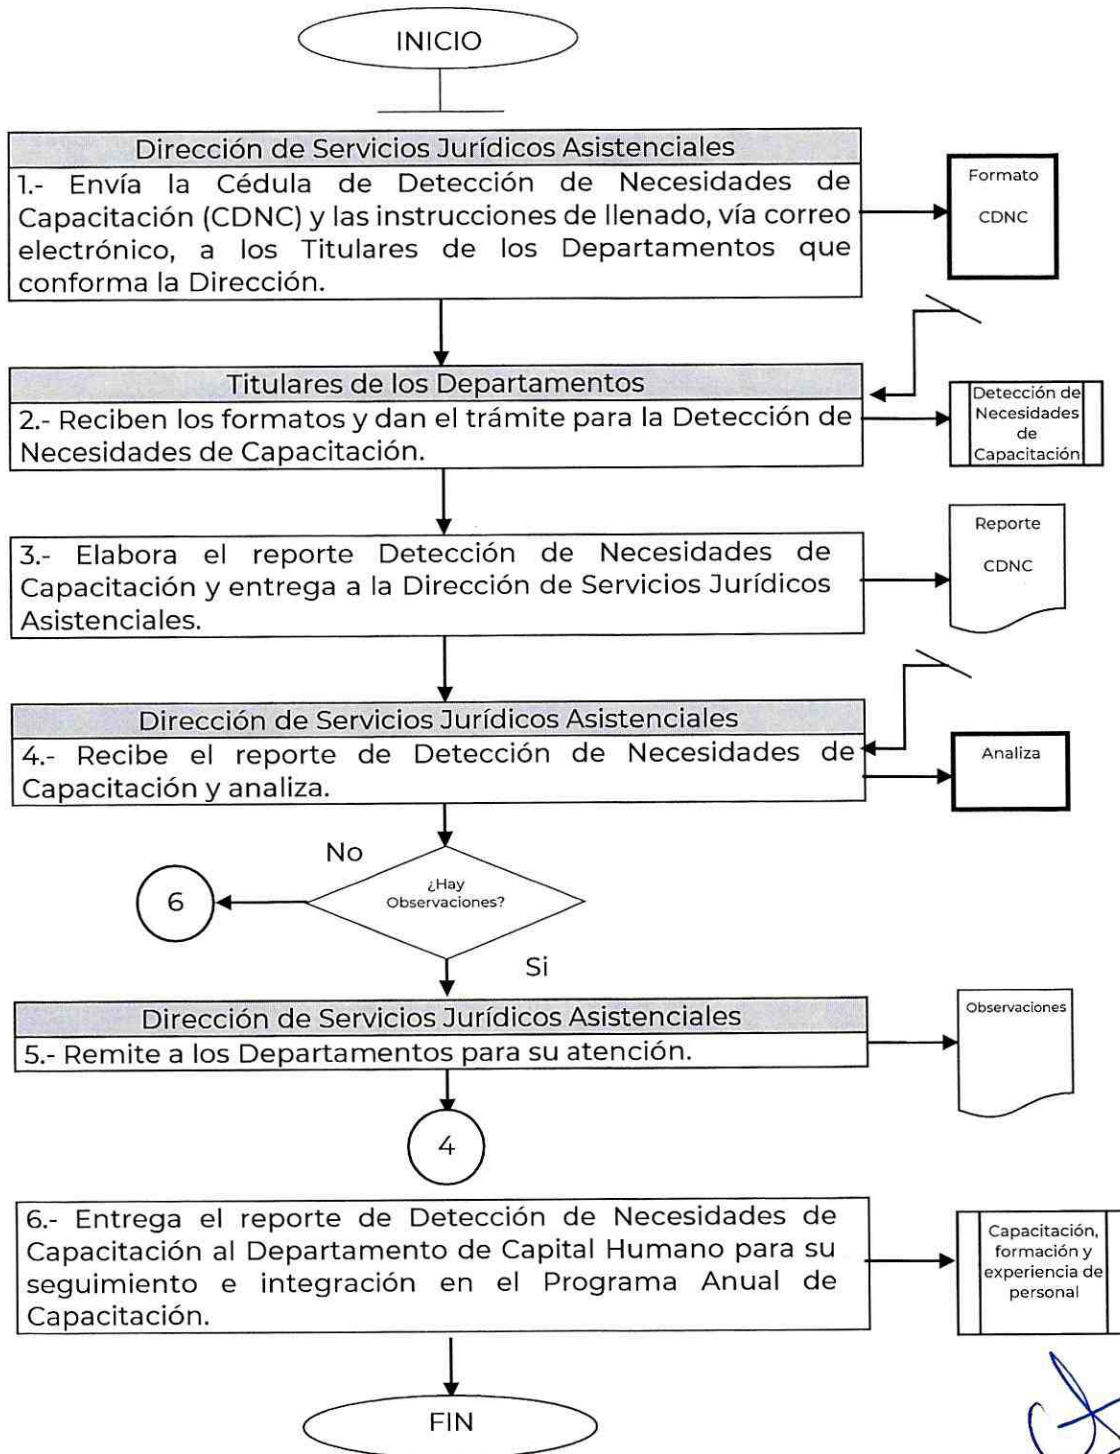 INICIO
Dirección de Servicios Jurídicos Asistenciales
1.- Envía la Cédula de Detección de Necesidades de
Capacitación (CDNC) y las instrucciones de llenado, vía correo
electrónico, a los Titulares de los Departamentos que
conforma la Dirección.
Formato
CDNC
Titulares de los Departamentos
2.- Reciben los formatos y dan el trámite para la Detección de
Necesidades de Capacitación.
Detección de
Necesidades
de
Capacitación
3.- Elabora el reporte Detección de Necesidades de
Capacitación y entrega a la Dirección de Servicios Jurídicos
Asistenciales.
Reporte
CDNC
Dirección de Servicios Jurídicos Asistenciales
4.- Recibe el reporte de Detección de Necesidades de
Capacitación y analiza.
Analiza
No
¿Hay
Observaciones?
6
Si
Dirección de Servicios Jurídicos Asistenciales
5.- Remite a los Departamentos para su atención.
Observaciones
4
6.- Entrega el reporte de Detección de Necesidades de
Capacitación al Departamento de Capital Humano para su
seguimiento e integración en el Programa Anual de
Capacitación.
Capacitación,
formación y
experiencia de
personal
FIN